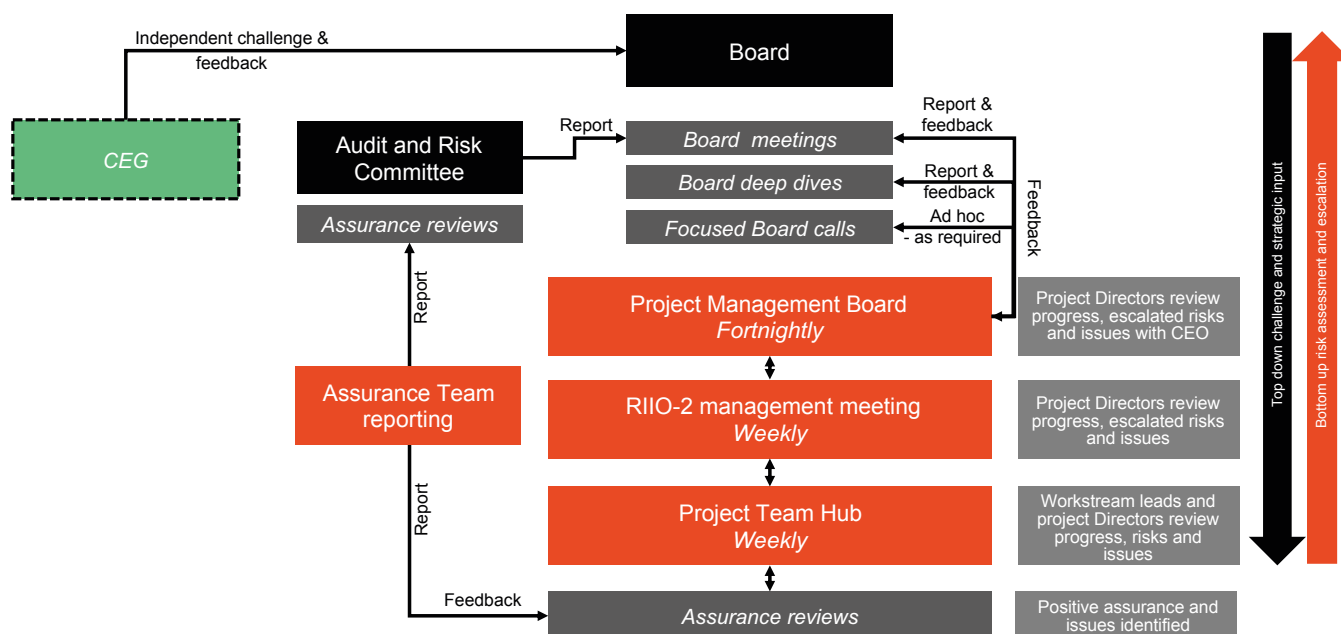 Independent challenge &
feedback
Board
CEG
Audit and Risk
Committee
Assurance reviews
Report
Board meetings
Board deep dives
Focused Board calls
Report &
feedback
Report &
feedback
Ad hoc
- as required
Feedback
Report
Project Management Board
Fortnightly
Project Directors review
progress, escalated risks
and issues with CEO
Assurance Team
reporting
RIIO-2 management meeting
Weekly
Project Directors review
progress, escalated risks
and issues
Report
Project Team Hub
Weekly
Workstream leads and
project Directors review
progress, risks and
issues
Feedback
Assurance reviews
Positive assurance and
issues identified
Top down challenge and strategic input
Bottom up risk assessment and escalation